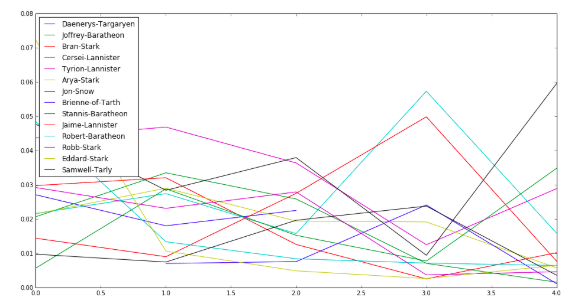 0.08
0.07
0.06
0.05
0.04
0.03
0.02
0.01
0.00
Daenerys-Targaryen
Joffrey-Baratheon
Bran-Stark
Cersei-Lannister
Tyrion-Lannister
Arya-Stark
Jon-Snow
Brienne-of-Tarth
Stannis-Baratheon
Jaime-Lannister
Robert-Baratheon
Robb-Stark
Eddard-Stark
Samwell-Tarly
0.0 0.5 1.0 1.5 2.0 2.5 3.0 3.5 4.0